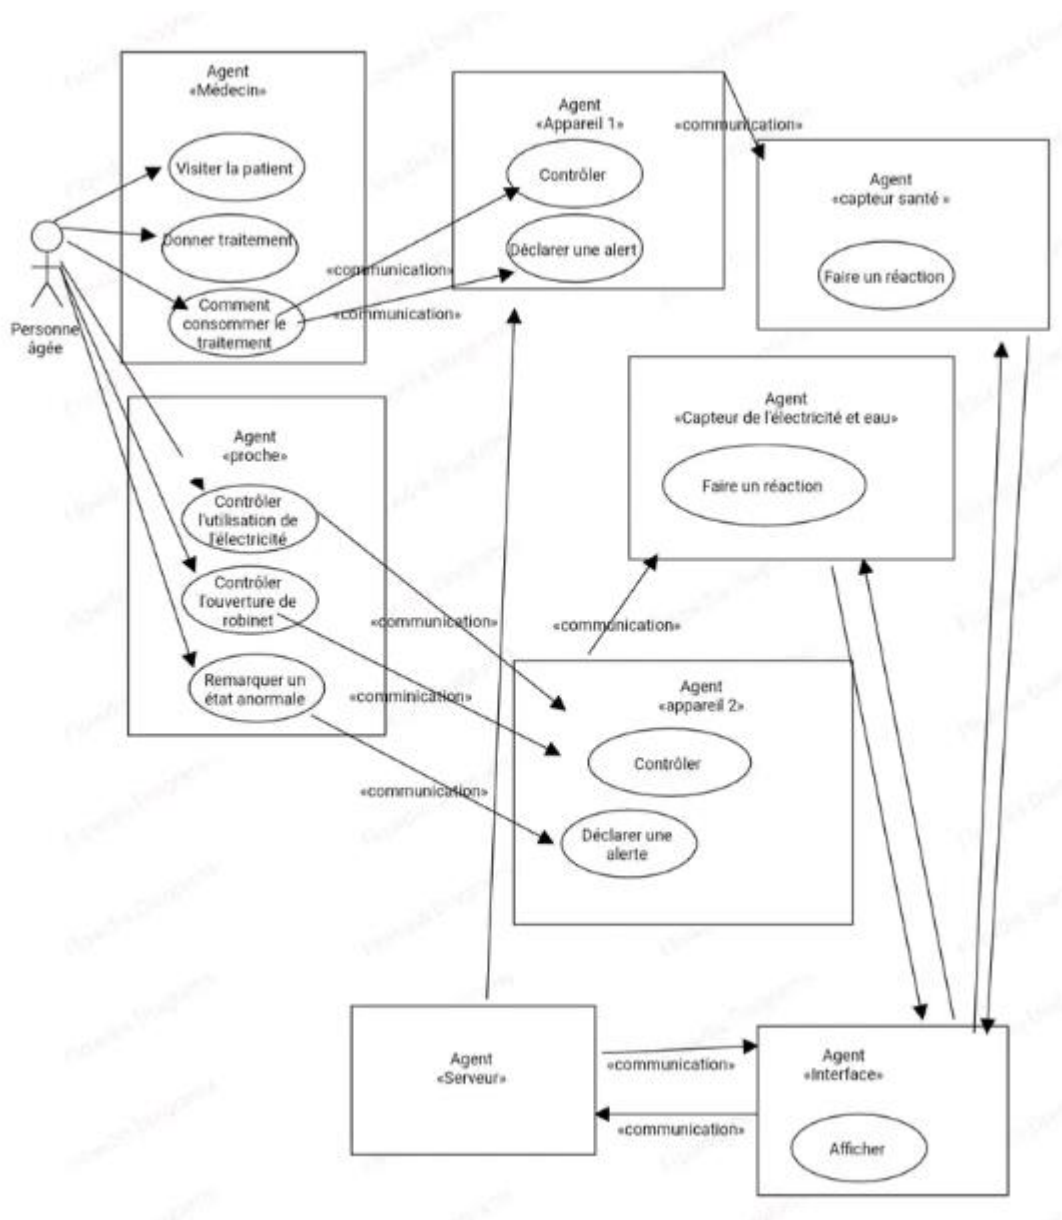 Agent
«Médecin»
Visiter la patient
Donner traitement
Comment
consommer le
traitement
Personne
âgée
Agent
«Appareil 1»
Contrôler
Déclarer une alert
«communication»
«communication»
«communication»
Agent
«capteur santé »
Faire un réaction
Agent
«Capteur de l'électricité et eau»
Faire un réaction
Agent
«proche»
Contrôler
l'utilisation de
l'électricité
Contrôler
l'ouverture de
robinet
Remarquer un
état anormale
«communication»
«comminication»
«communication»
«communication»
Agent
«appareil 2»
Contrôler
Déclarer une
alerte
Agent
«Serveur»
«communication»
«communication»
Agent
«Interface»
Afficher